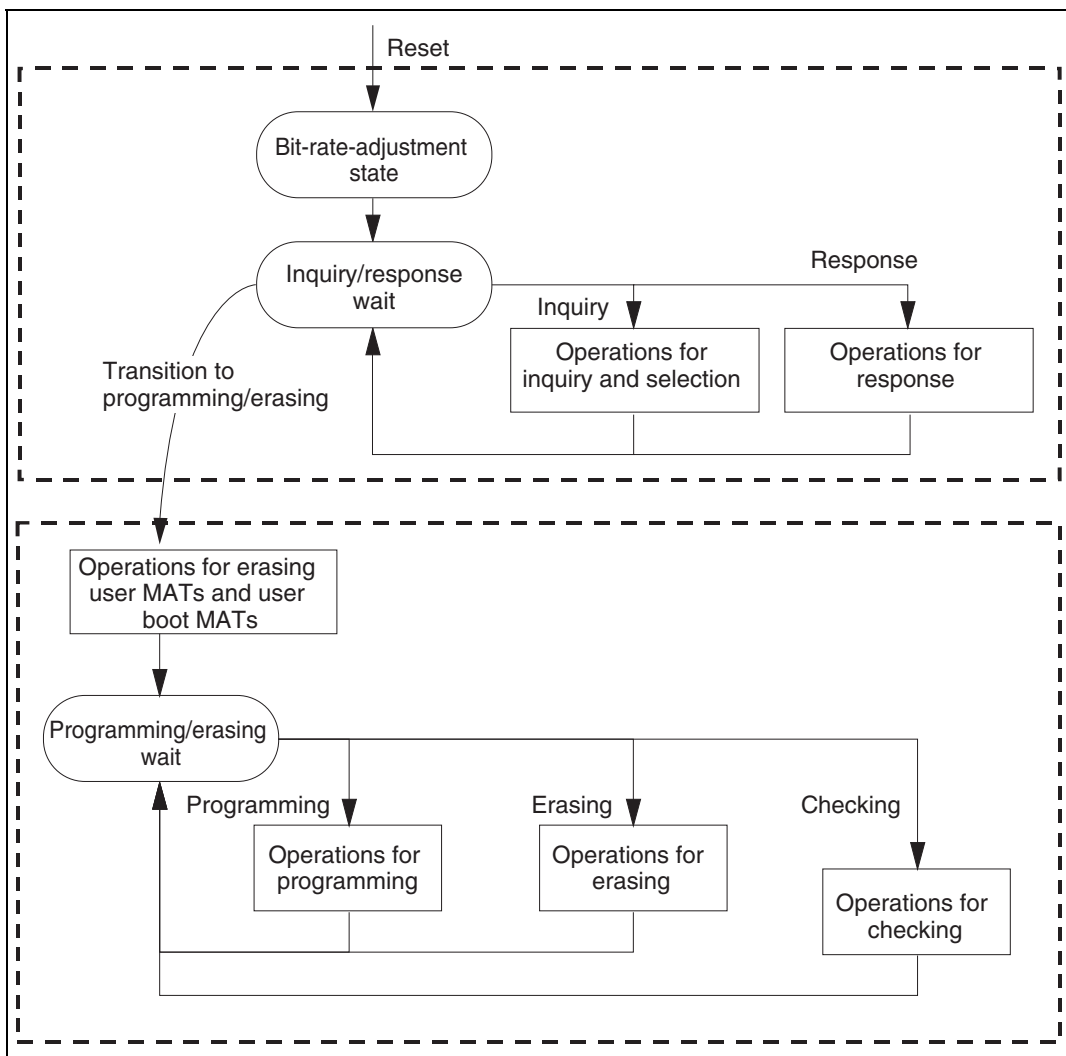 Reset
Bit-rate-adjustment
state
Inquiry/response
wait
Response
Inquiry
Operations for
inquiry and selection
Operations for
response
Transition to
programming/erasing
Operations for erasing
user MATs and user
boot MATs
Programming/erasing
wait
Programming
Erasing
Checking
Operations for
programming
Operations for
erasing
Operations for
checking